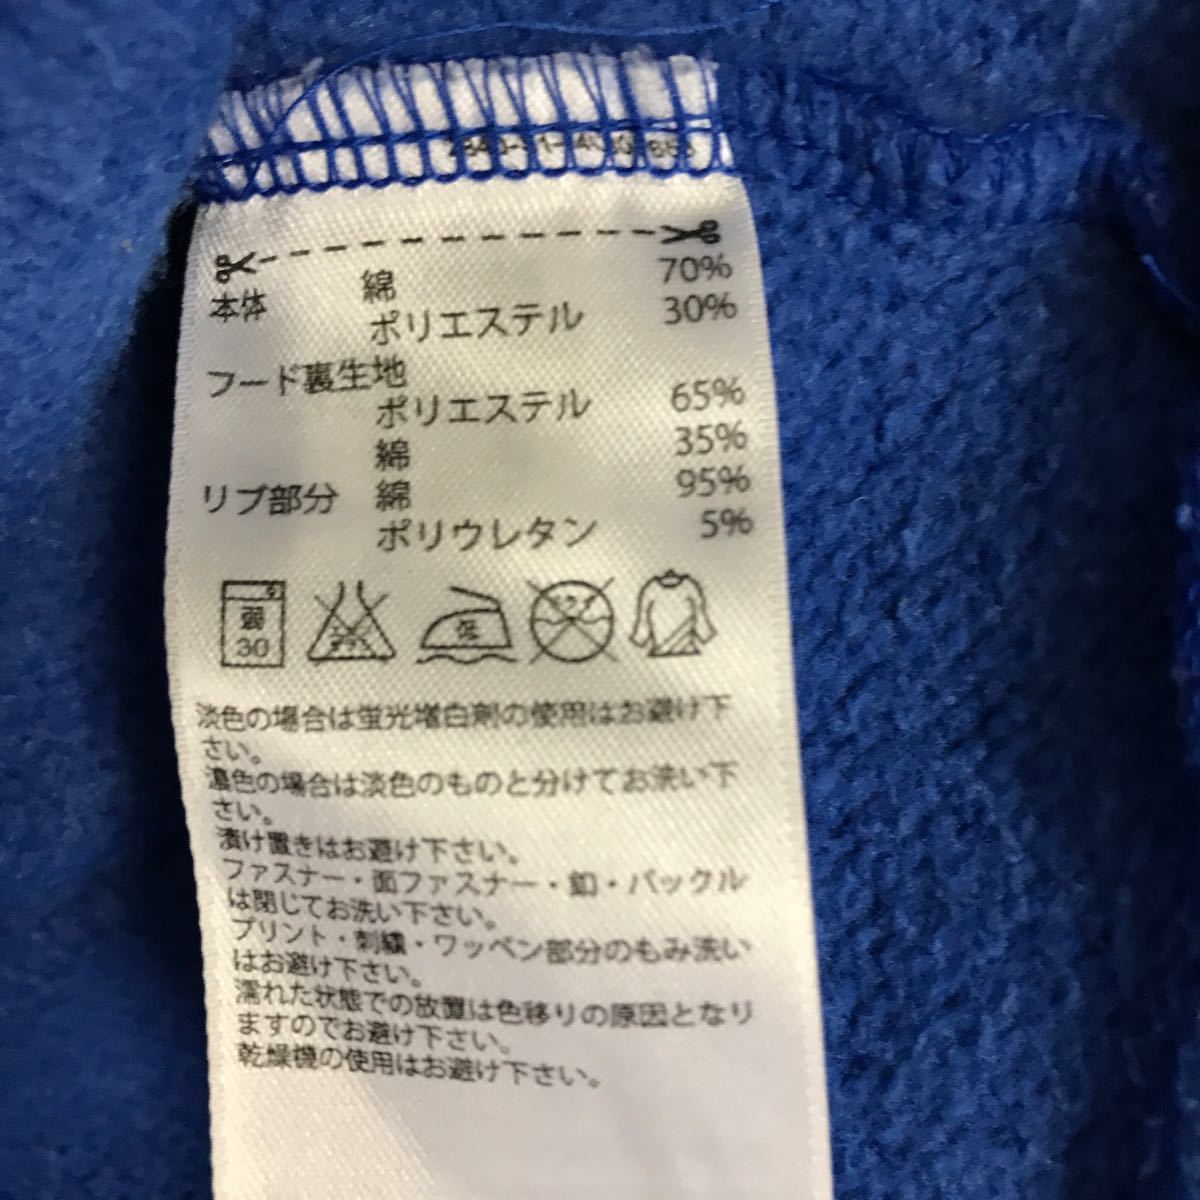 本体 綿 70%
ポリエステル 30%
フード裏生地
ポリエステル 65%
綿 35%
リブ部分 綿 95%
ポリウレタン 5%
弱 30 低
淡色の場合は蛍光増白剤の使用はお避け下
さい。
濃色の場合は淡色のものと分けてお洗い下
さい。
漬け置きはお避け下さい。
ファスナー・面ファスナー・釦・バックル
は閉じてお洗い下さい。
プリント・刺繍・ワッペン部分のもみ洗い
はお避け下さい。
濡れた状態での放置は色移りの原因となり
ますのでお避け下さい。
乾燥機の使用はお避け下さい。